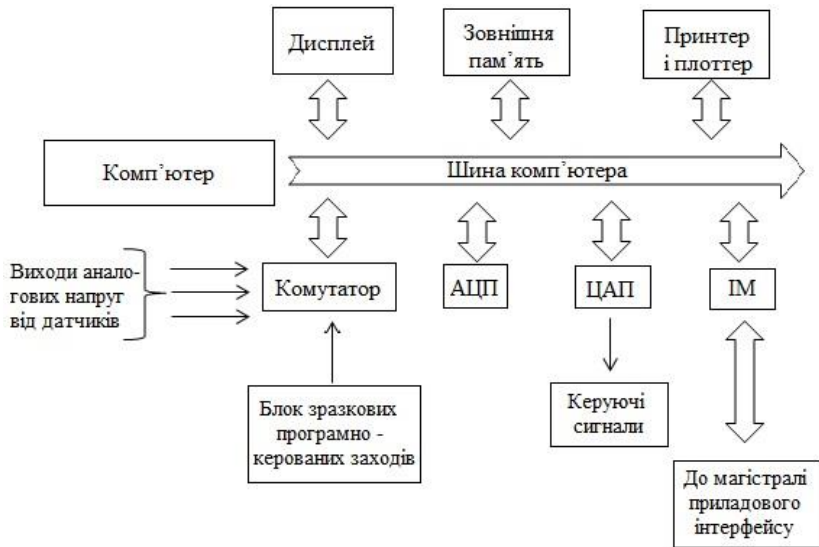 Дисплей
Зовнішня
пам’ять
Принтер
і плоттер
Комп’ютер
Шина комп’ютера
Виходи анало-
гових напруг
від датчиків
Комутатор
АЦП
ЦАП
ІМ
Блок зразкових
програмно -
керованих заходів
Керуючі
сигнали
До магістралі
приладового
інтерфейсу